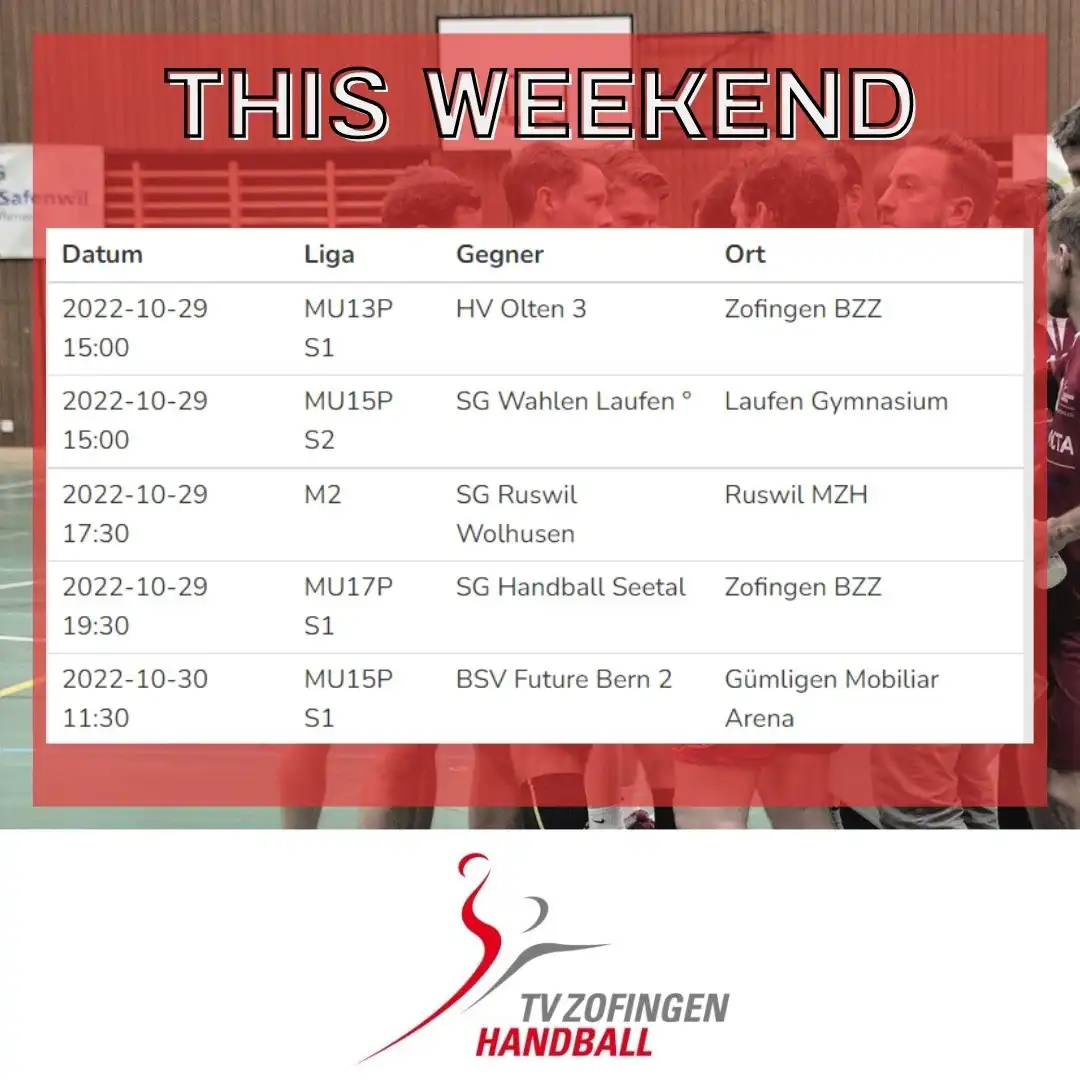 THIS WEEKEND
Safenwil
Datum Liga Gegner Ort
2022-10-29 MU13P HV Olten 3 Zofingen BZZ
15:00 S1
2022-10-29 MU15P SG Wahlen Laufen ° Laufen Gymnasium
15:00 S2
2022-10-29 M2 SG Ruswil Ruswil MZH
17:30 Wolhusen
2022-10-29 MU17P SG Handball Seetal Zofingen BZZ
19:30 S1
2022-10-30 MU15P BSV Future Bern 2 Gümligen Mobiliar
11:30 S1 Arena
TV ZOFINGEN
HANDBALL